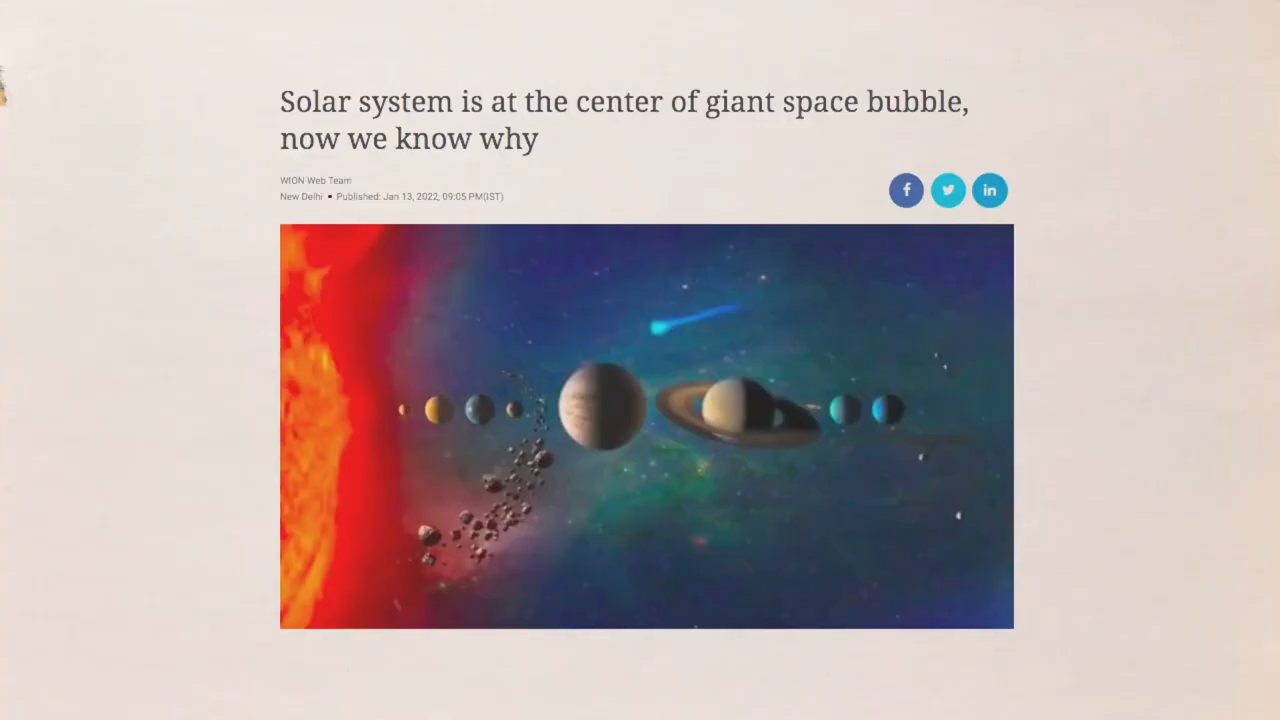 Solar system is at the center of giant space bubble,
now we know why
WION Web Team
New Delhi • Published: Jan 13, 2022, 09:05 PM(IST)